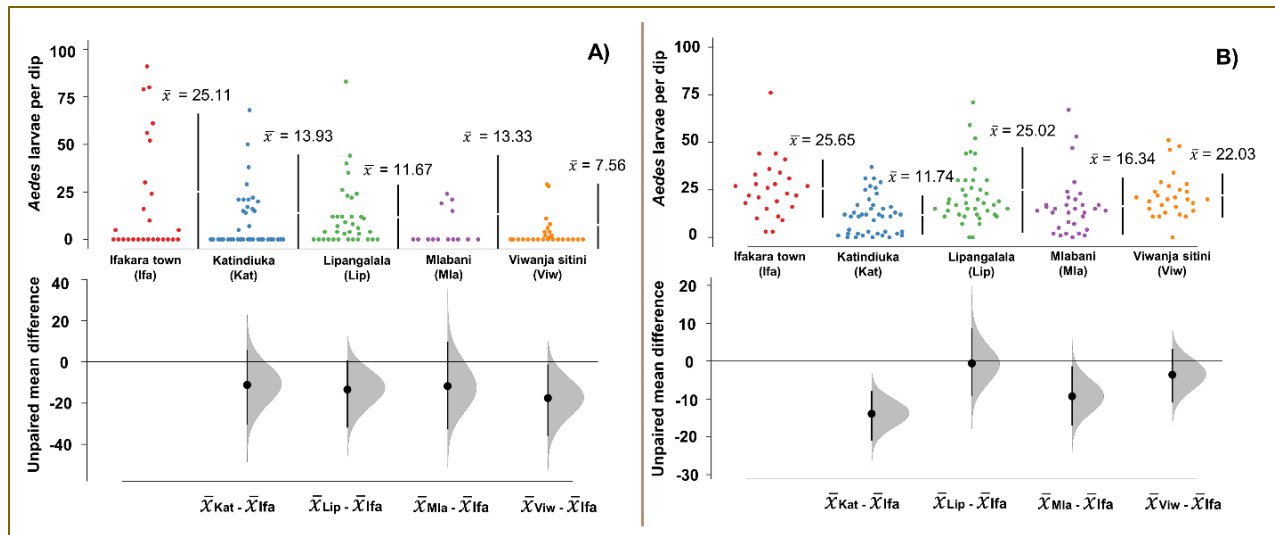 A)
Aedes larvae per dip
100
75
50
25
0
x̄ = 25.11
x̄ = 13.93
x̄ = 11.67
x̄ = 13.33
x̄ = 7.56
Ifakara town
(Ifa)
Katindiuka
(Kat)
Lipangalala
(Lip)
Mlabani
(Mla)
Viwanja sitini
(Viw)
Unpaired mean difference
40
20
0
-20
-40
x̄Kat - x̄Ifa
x̄Lip - x̄Ifa
x̄Mla - x̄Ifa
x̄Viw - x̄Ifa
B)
Aedes larvae per dip
100
75
50
25
0
x̄ = 25.65
x̄ = 11.74
x̄ = 25.02
x̄ = 16.34
x̄ = 22.03
Ifakara town
(Ifa)
Katindiuka
(Kat)
Lipangalala
(Lip)
Mlabani
(Mla)
Viwanja sitini
(Viw)
Unpaired mean difference
20
10
0
-10
-20
-30
x̄Kat - x̄Ifa
x̄Lip - x̄Ifa
x̄Mla - x̄Ifa
x̄Viw - x̄Ifa